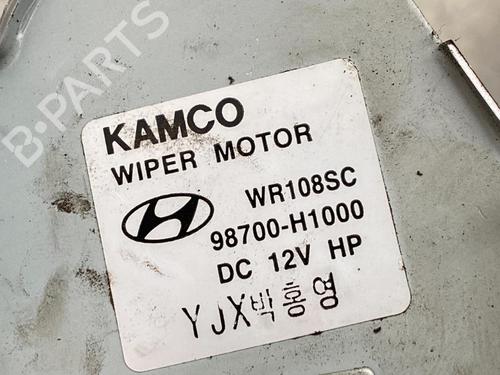 B-PARTS
KAMCO
WIPER MOTOR
WR108SC
98700-H1000
DC 12V HP
YJX박홍영